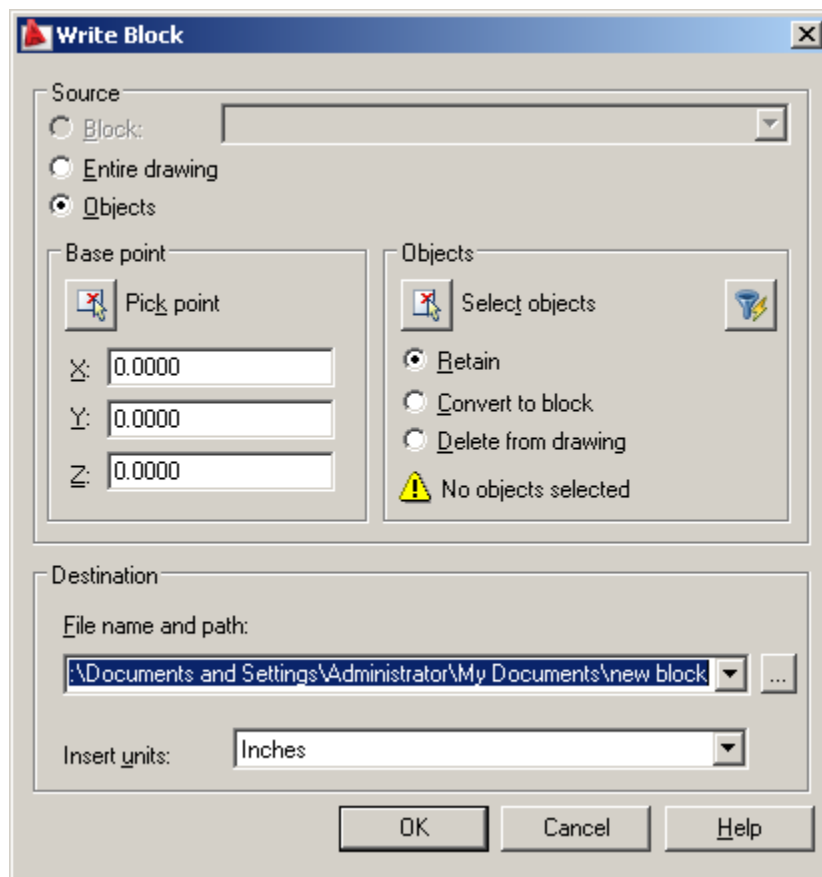 Write Block
Source
Block:
Entire drawing
Objects
Base point
Pick point
X: 0.0000
Y: 0.0000
Z: 0.0000
Objects
Select objects
Retain
Convert to block
Delete from drawing
No objects selected
Destination
File name and path:
:\Documents and Settings\Administrator\My Documents\new block
...
Insert units: Inches
OK Cancel Help